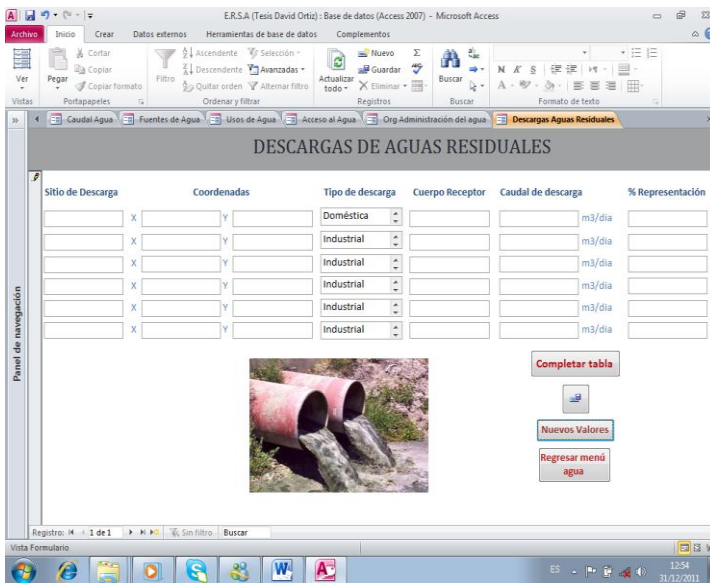 E.R.S.A (Tesis David Ortiz) : Base de datos (Access 2007) - Microsoft Access
Archivo Inicio Crear Datos externos Herramientas de base de datos Complementos
Ver
Pegar
Cortar
Copiar
Copiar formato
Filtro
Ascendente
Descendente
Quitar orden
Selección
Avanzadas
Alternar filtro
Actualizar todo
Nuevo
Guardar
Eliminar
Σ
Buscar
N K S
A
Vistas Portapapeles Ordenar y filtrar Registros Buscar Formato de texto
Caudal Agua Fuentes de Agua Usos de Agua Acceso al Agua Org Administración del agua Descargas Aguas Residuales
DESCARGAS DE AGUAS RESIDUALES
Sitio de Descarga Coordenadas Tipo de descarga Cuerpo Receptor Caudal de descarga % Representación
X Y Doméstica m3/dia
X Y Industrial m3/dia
X Y Industrial m3/dia
X Y Industrial m3/dia
X Y Industrial m3/dia
X Y Industrial m3/dia
Panel de navegación
Completar tabla
Nuevos Valores
Regresar menú
agua
Registro: 1 de 1 Sin filtro Buscar
Vista Formulario
ES 12:54
31/12/2011